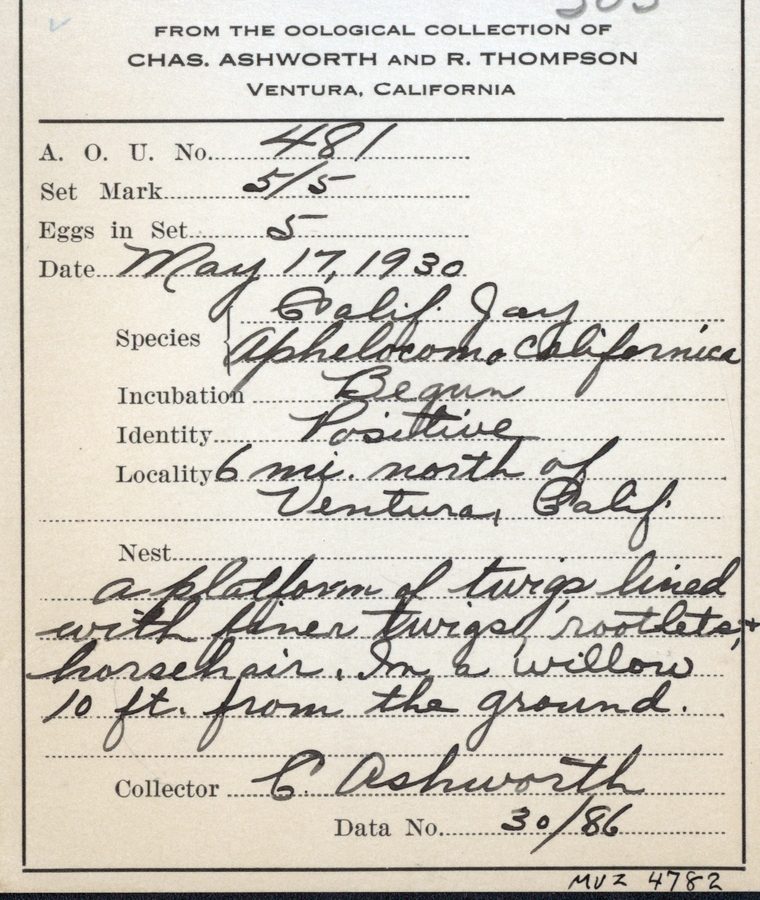 FROM THE OOLOGICAL COLLECTION OF
CHAS. ASHWORTH AND R. THOMPSON
VENTURA, CALIFORNIA
A. O. U. No. 481
Set Mark 5/5
Eggs in Set 5
Date May 17, 1930
Calif. Jay
Species Aphelocoma Californica
Incubation Begun
Identity Positive
Locality 6 mi. north of
Ventura, Calif.
Nest
a platform of twigs lined
with finer twigs, rootlets, +
horsehair. In a willow
10 ft. from the ground.
Collector C Ashworth
Data No. 30/86
MVZ 4782